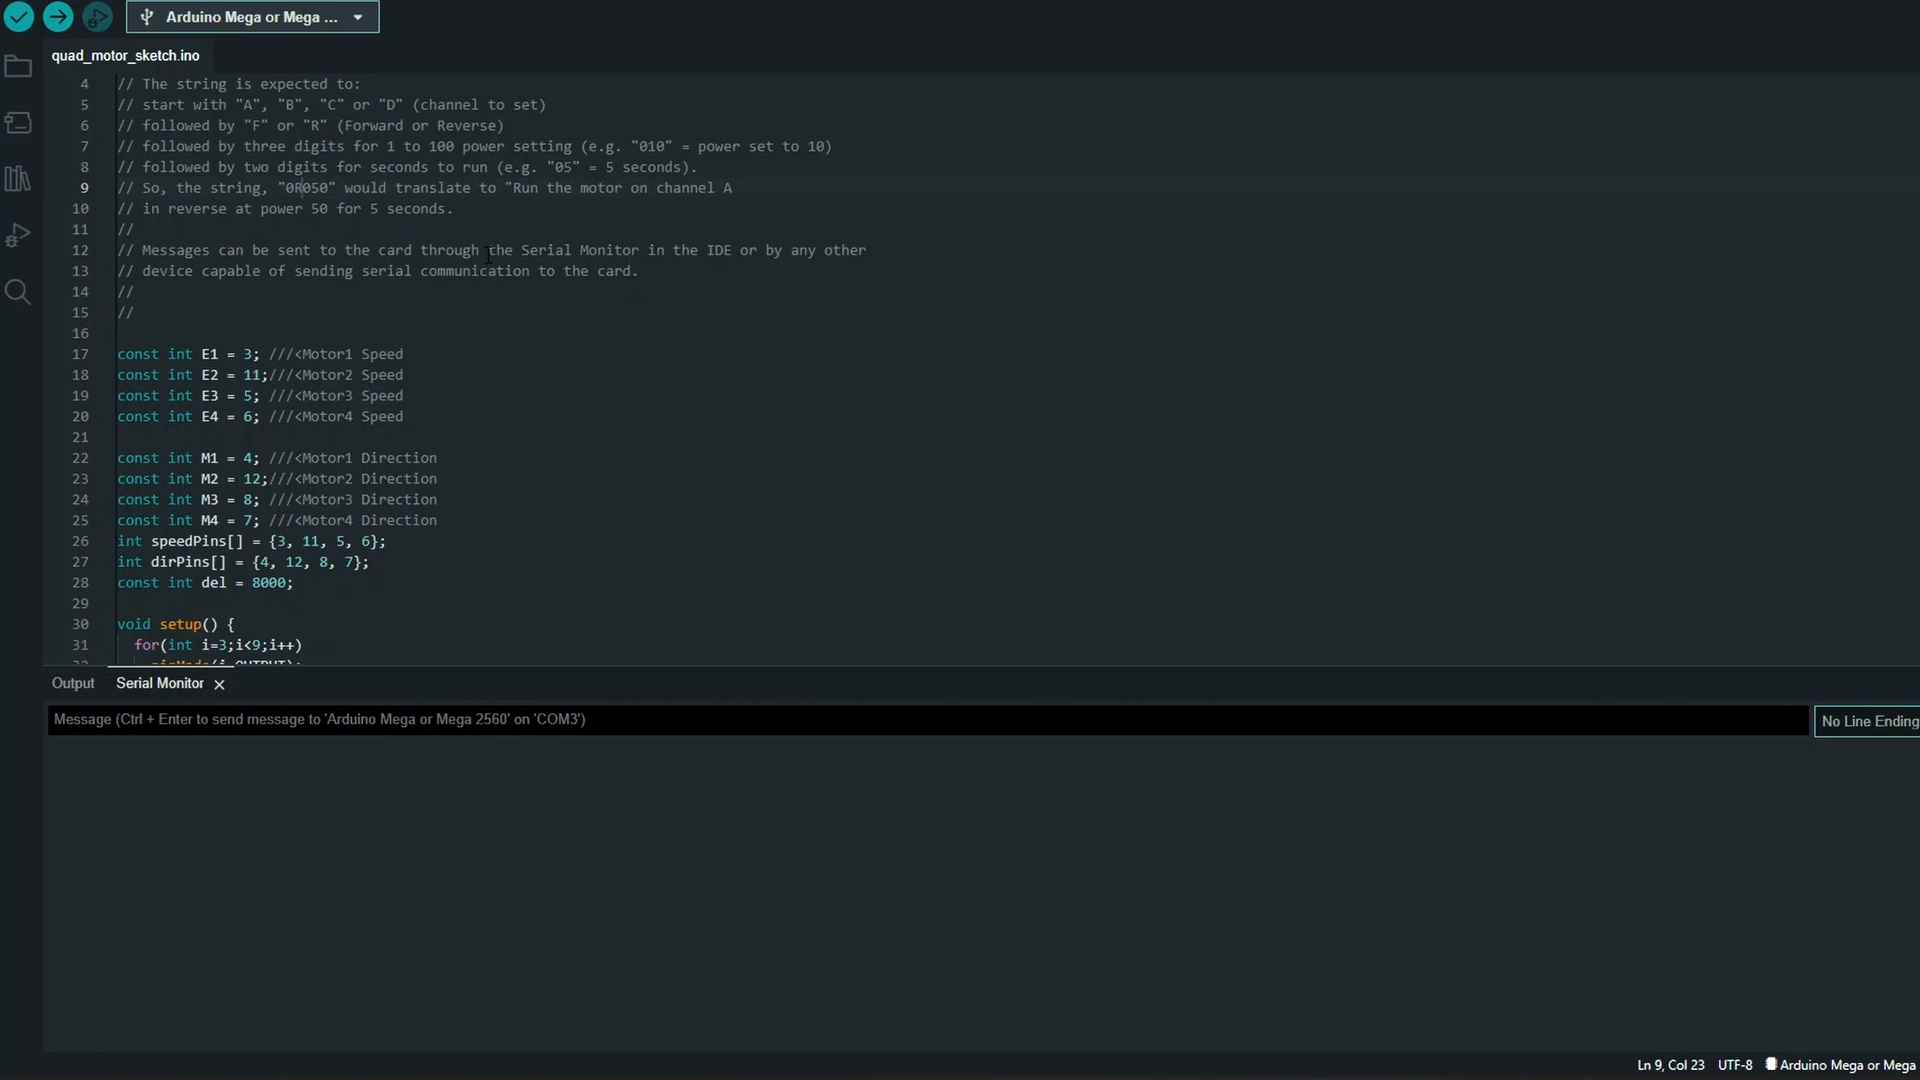 Arduino Mega or Mega ...
quad_motor_sketch.ino
4 // The string is expected to:
5 // start with "A", "B", "C" or "D" (channel to set)
6 // followed by "F" or "R" (Forward or Reverse)
7 // followed by three digits for 1 to 100 power setting (e.g. "010" = power set to 10)
8 // followed by two digits for seconds to run (e.g. "05" = 5 seconds).
9 // So, the string, "0R050" would translate to "Run the motor on channel A
10 // in reverse at power 50 for 5 seconds.
11 //
12 // Messages can be sent to the card through the Serial Monitor in the IDE or by any other
13 // device capable of sending serial communication to the card.
14 //
15 //
16
17 const int E1 = 3; ///<Motor1 Speed
18 const int E2 = 11;///<Motor2 Speed
19 const int E3 = 5; ///<Motor3 Speed
20 const int E4 = 6; ///<Motor4 Speed
21
22 const int M1 = 4; ///<Motor1 Direction
23 const int M2 = 12;///<Motor2 Direction
24 const int M3 = 8; ///<Motor3 Direction
25 const int M4 = 7; ///<Motor4 Direction
26 int speedPins[] = {3, 11, 5, 6};
27 int dirPins[] = {4, 12, 8, 7};
28 const int del = 8000;
29
30 void setup() {
31 for(int i=3;i<9;i++)
Output Serial Monitor
Message (Ctrl + Enter to send message to 'Arduino Mega or Mega 2560' on 'COM3')
No Line Ending
Ln 9, Col 23 UTF-8 Arduino Mega or Mega